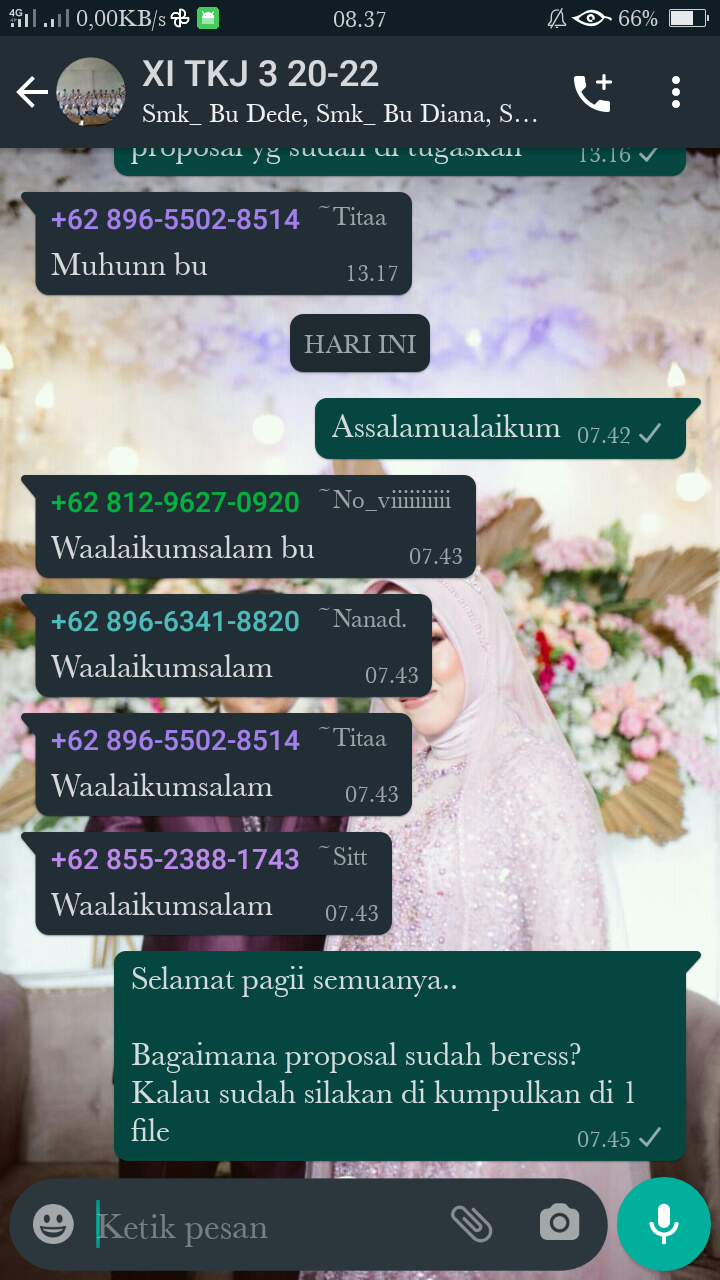 4G 0,00KB/s 08.37 66%
XI TKJ 3 20-22
Smk_ Bu Dede, Smk_ Bu Diana, S...
proposal yg sudah di tugaskan 13.16
+62 896-5502-8514 ~Titaa
Muhunn bu 13.17
HARI INI
Assalamualaikum 07.42
+62 812-9627-0920 ~No_viiiiiiiiii
Waalaikumsalam bu 07.43
+62 896-6341-8820 ~Nanad.
Waalaikumsalam 07.43
+62 896-5502-8514 ~Titaa
Waalaikumsalam 07.43
+62 855-2388-1743 ~Sitt
Waalaikumsalam 07.43
Selamat pagii semuanya..
Bagaimana proposal sudah beress?
Kalau sudah silakan di kumpulkan di 1
file 07.45
Ketik pesan